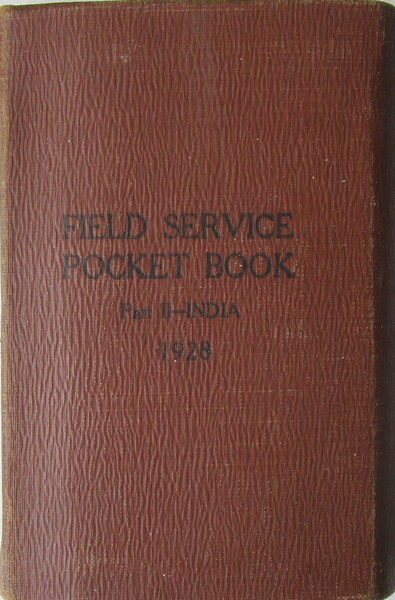 FIELD SERVICE
POCKET BOOK
Part II—INDIA
1928